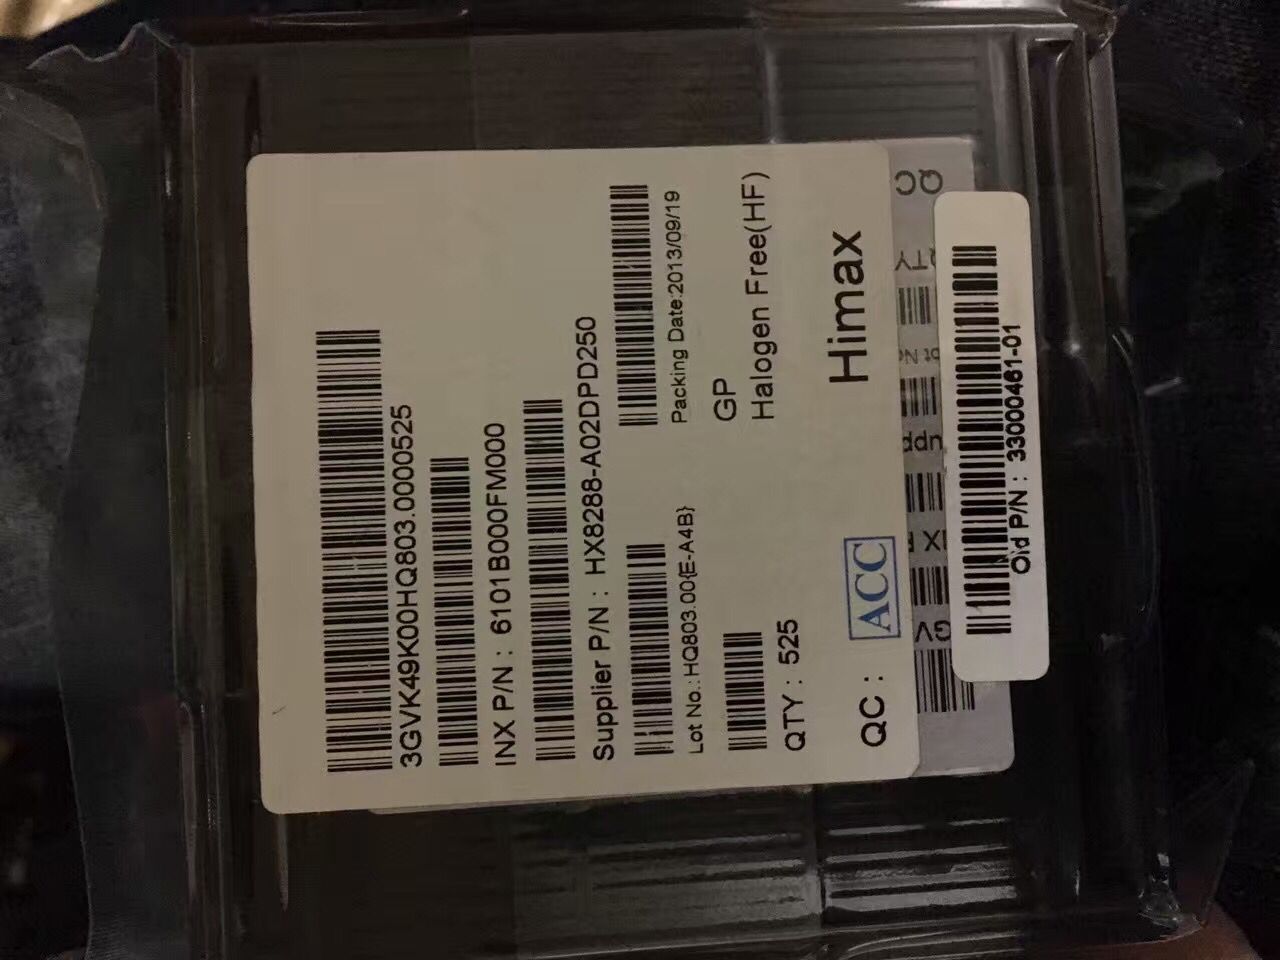 3GVK49K00HQ803.0000525
INX P/N : 6101B000FM000
Supplier P/N : HX8288-A02DPD250
Lot No.: HQ803.00{E-A4B}
Packing Date:2013/09/19
QTY : 525
GP
Halogen Free(HF)
QC : ACC
Himax
QC
Old P/N : 33000461-01